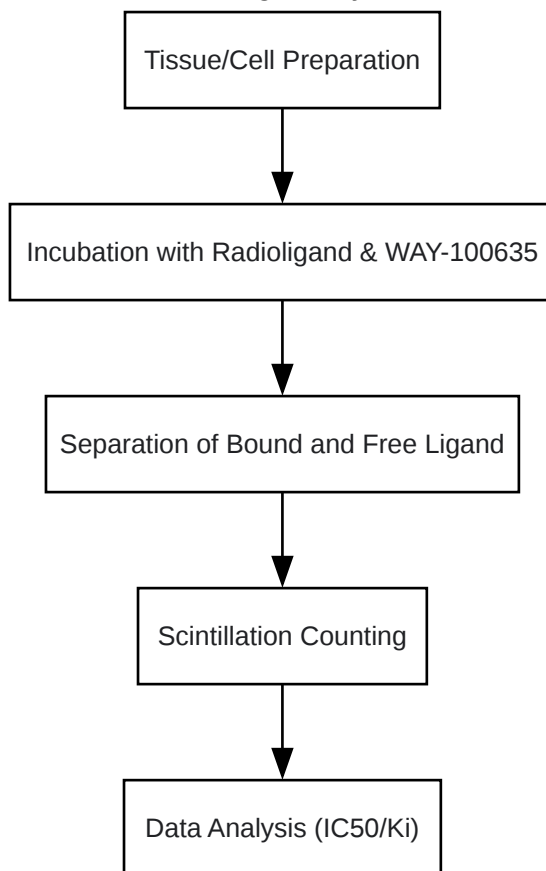 Tissue/Cell Preparation
Incubation with Radioligand & WAY-100635
Separation of Bound and Free Ligand
Scintillation Counting
Data Analysis (IC50/Ki)